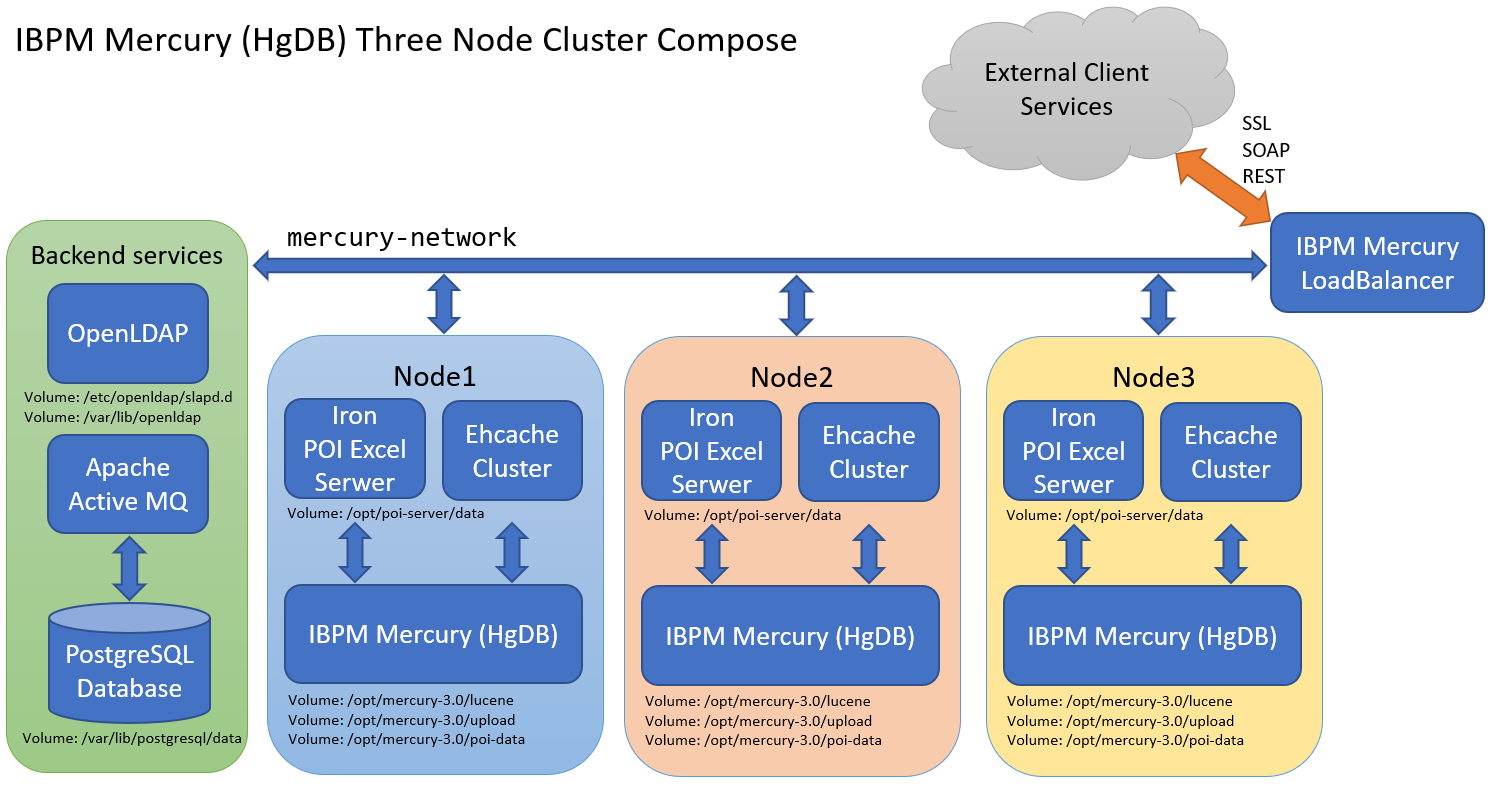 IBPM Mercury (HgDB) Three Node Cluster Compose
External Client
Services
SSL
SOAP
REST
IBPM Mercury
LoadBalancer
mercury-network
Backend services
OpenLDAP
Volume: /etc/openldap/slapd.d
Volume: /var/lib/openldap
Apache
Active MQ
PostgreSQL
Database
Volume: /var/lib/postgresql/data
Node1
Iron
POI Excel
Serwer
Ehcache
Cluster
Volume: /opt/poi-server/data
IBPM Mercury (HgDB)
Volume: /opt/mercury-3.0/lucene
Volume: /opt/mercury-3.0/upload
Volume: /opt/mercury-3.0/poi-data
Node2
Iron
POI Excel
Serwer
Ehcache
Cluster
Volume: /opt/poi-server/data
IBPM Mercury (HgDB)
Volume: /opt/mercury-3.0/lucene
Volume: /opt/mercury-3.0/upload
Volume: /opt/mercury-3.0/poi-data
Node3
Iron
POI Excel
Serwer
Ehcache
Cluster
Volume: /opt/poi-server/data
IBPM Mercury (HgDB)
Volume: /opt/mercury-3.0/lucene
Volume: /opt/mercury-3.0/upload
Volume: /opt/mercury-3.0/poi-data